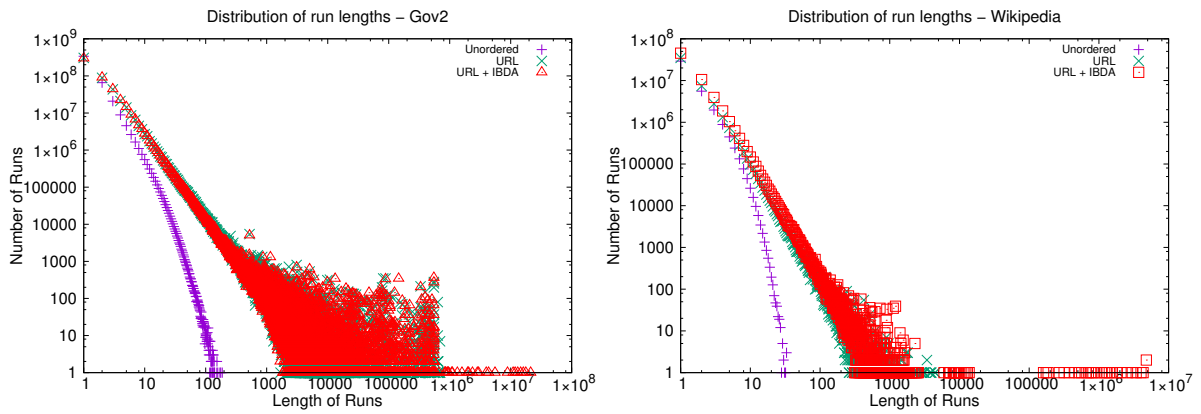 Distribution of run lengths – Gov2
1×10^9
1×10^8
1×10^7
1×10^6
100000
10000
1000
100
10
1
Number of Runs
1 10 100 1000 10000 100000 1×10^6 1×10^7 1×10^8
Length of Runs
Unordered
URL
URL + IBDA
Distribution of run lengths – Wikipedia
1×10^8
1×10^7
1×10^6
100000
10000
1000
100
10
1
Number of Runs
1 10 100 1000 10000 100000 1×10^6 1×10^7
Length of Runs
Unordered
URL
URL + IBDA